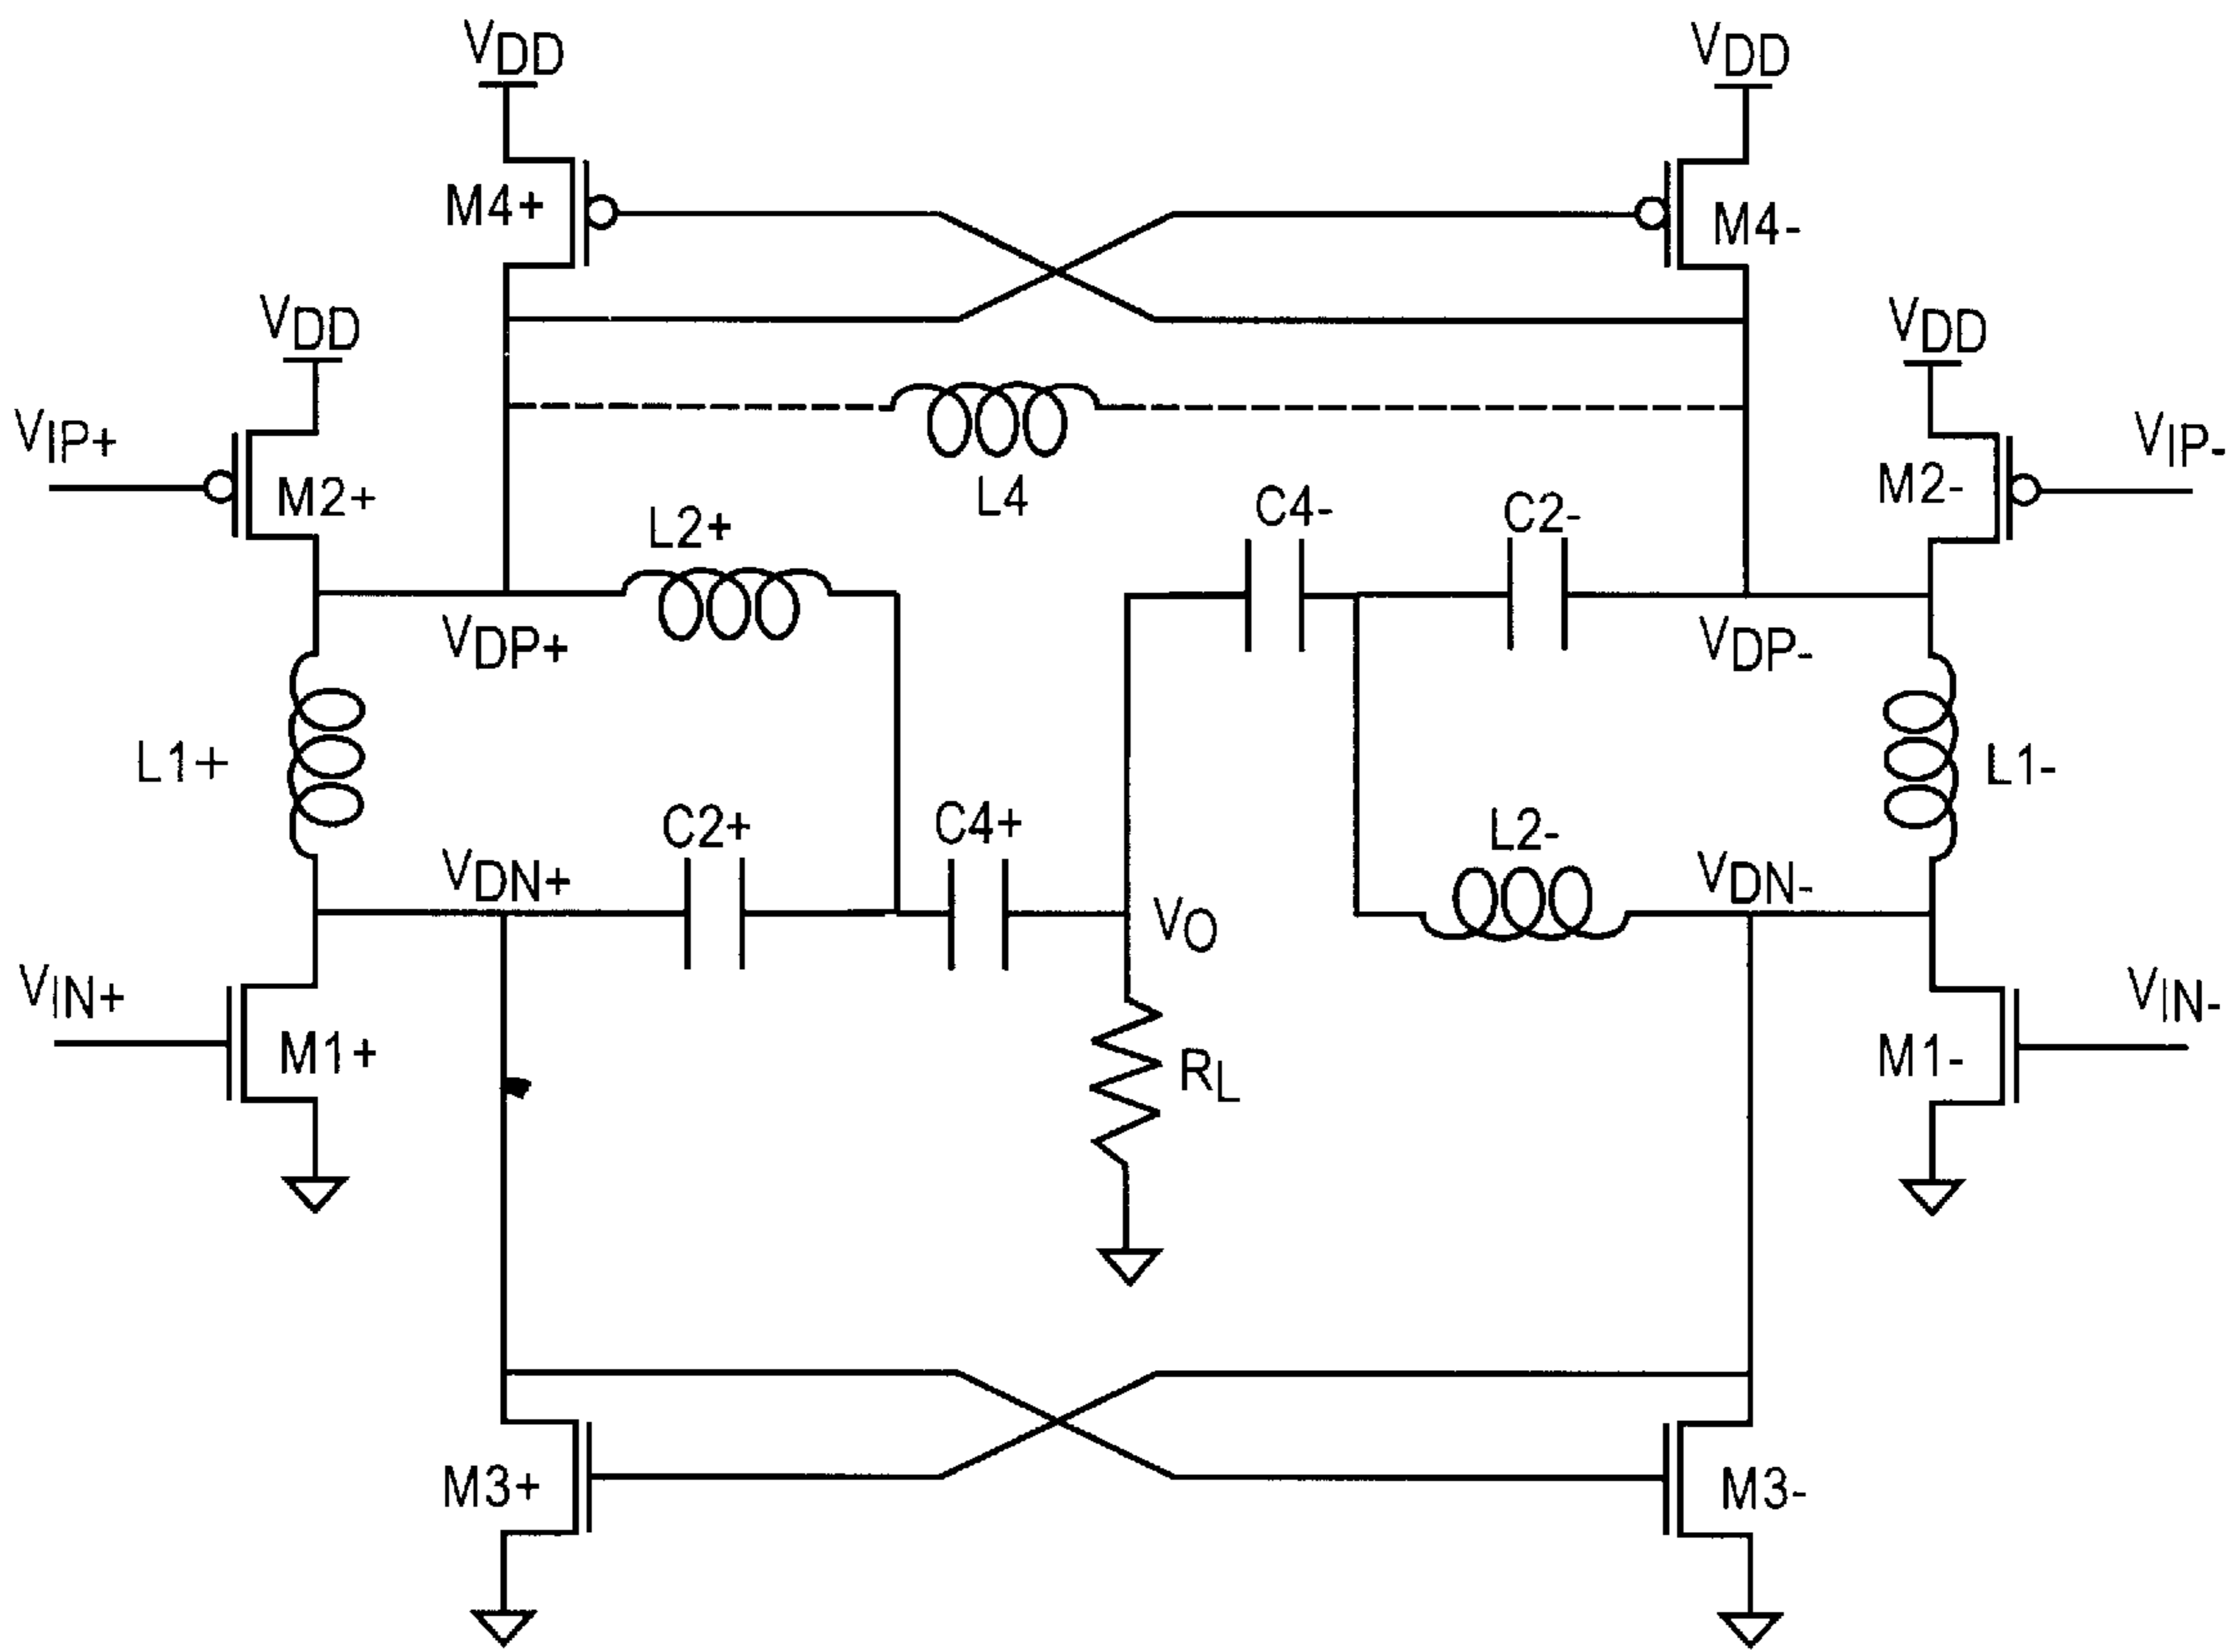 VDD
VDD
M4+
M4-
VDD
VDD
VIP+
M2+
M2-
VIP-
L4
L2+
C4-
C2-
VDP+
VDP-
L1+
L1-
C2+
C4+
L2-
VDN+
VDN-
VO
VIN+
VIN-
M1+
RL
M1-
M3+
M3-